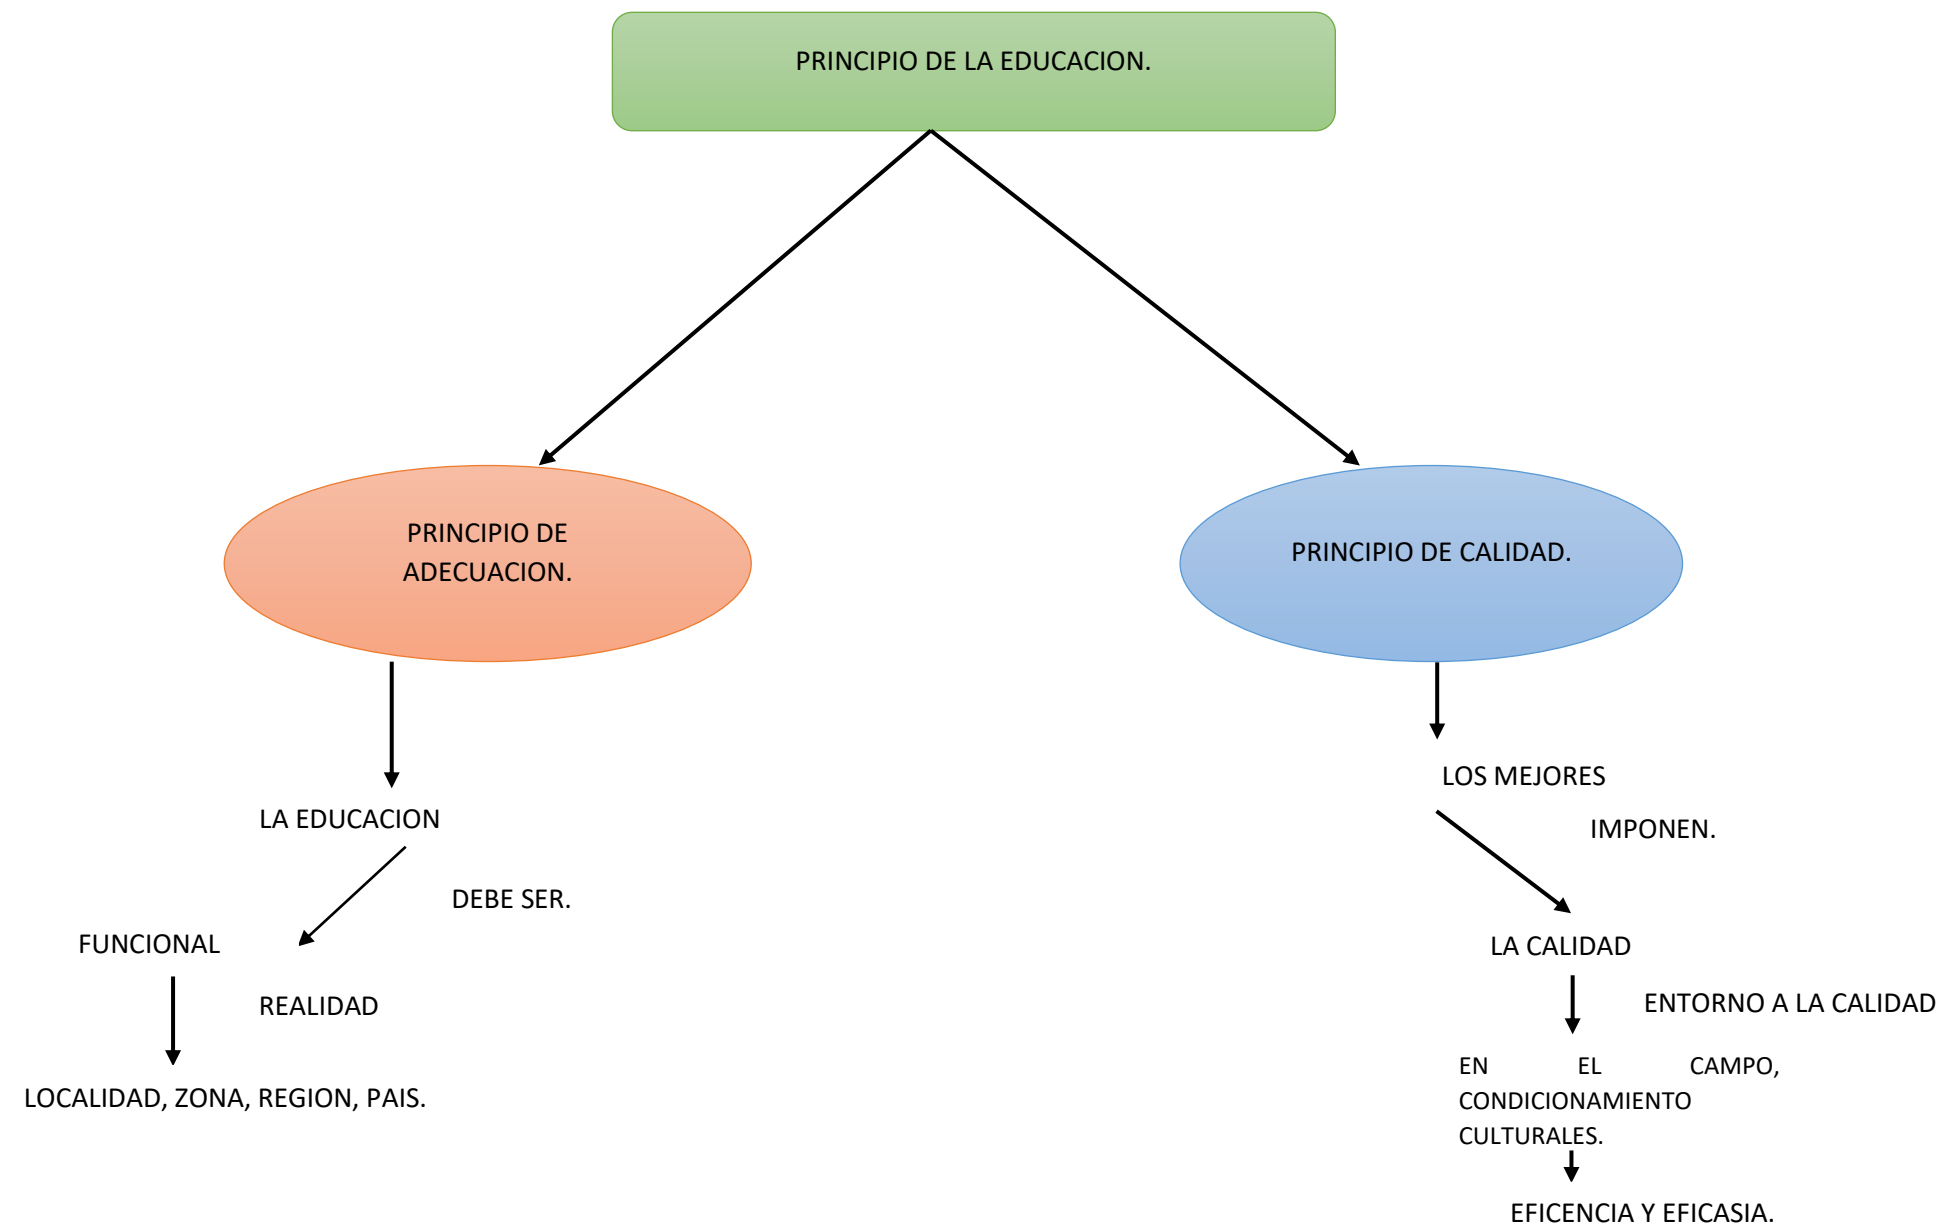 PRINCIPIO DE LA EDUCACION.
PRINCIPIO DE
ADECUACION.
PRINCIPIO DE CALIDAD.
LA EDUCACION
DEBE SER.
FUNCIONAL
REALIDAD
LOCALIDAD, ZONA, REGION, PAIS.
LOS MEJORES
IMPONEN.
LA CALIDAD
ENTORNO A LA CALIDAD
EN EL CAMPO,
CONDICIONAMIENTO
CULTURALES.
EFICENCIA Y EFICASIA.